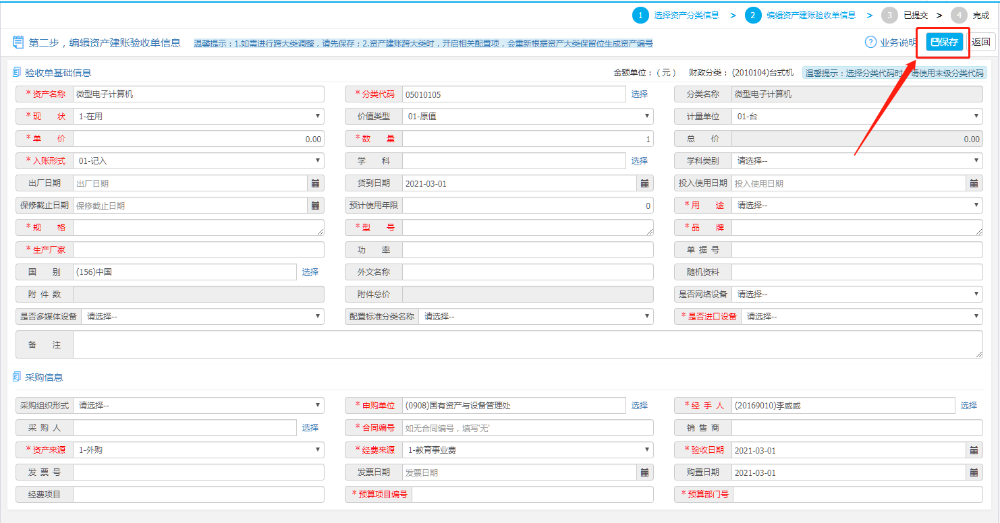 1 选择资产分类信息 > 2 编辑资产建账验收单信息 > 3 已提交 > 4 完成
第二步，编辑资产建账验收单信息 温馨提示：1.如需进行跨大类调整，请先保存；2.资产建账跨大类时，开启相关配置项，会重新根据资产大类保留位生成资产编号 ? 业务说明 保存 返回
验收单基础信息 金额单位：（元） 财政分类：(2010104)台式机 温馨提示：选择分类代码时，请使用末级分类代码
* 资产名称 微型电子计算机 * 分类代码 05010105 选择 分类名称 微型电子计算机
* 现 状 1-在用 价值类型 01-原值 计量单位 01-台
* 单 价 0.00 * 数 量 1 总 价 0.00
* 入账形式 01-记入 学 科 选择 学科类别 请选择--
出厂日期 出厂日期 货到日期 2021-03-01 投入使用日期 投入使用日期
保修截止日期 保修截止日期 预计使用年限 0 * 用 途 请选择--
* 规 格 * 型 号 * 品 牌
* 生产厂家 功 率 单 据 号
国 别 (156)中国 选择 外文名称 随机资料
附 件 数 附件总价 是否网络设备 请选择--
是否多媒体设备 请选择-- 配置标准分类名称 请选择-- * 是否进口设备 请选择--
备 注
采购信息
采购组织形式 请选择-- * 申购单位 (0908)国有资产与设备管理处 选择 * 经 手 人 (20169010)李威威 选择
采 购 人 选择 * 合同编号 如无合同编号，填写'无' 销 售 商
* 资产来源 1-外购 * 经费来源 1-教育事业费 * 验收日期 2021-03-01
发 票 号 发票日期 发票日期 购置日期 2021-03-01
经费项目 * 预算项目编号 * 预算部门号